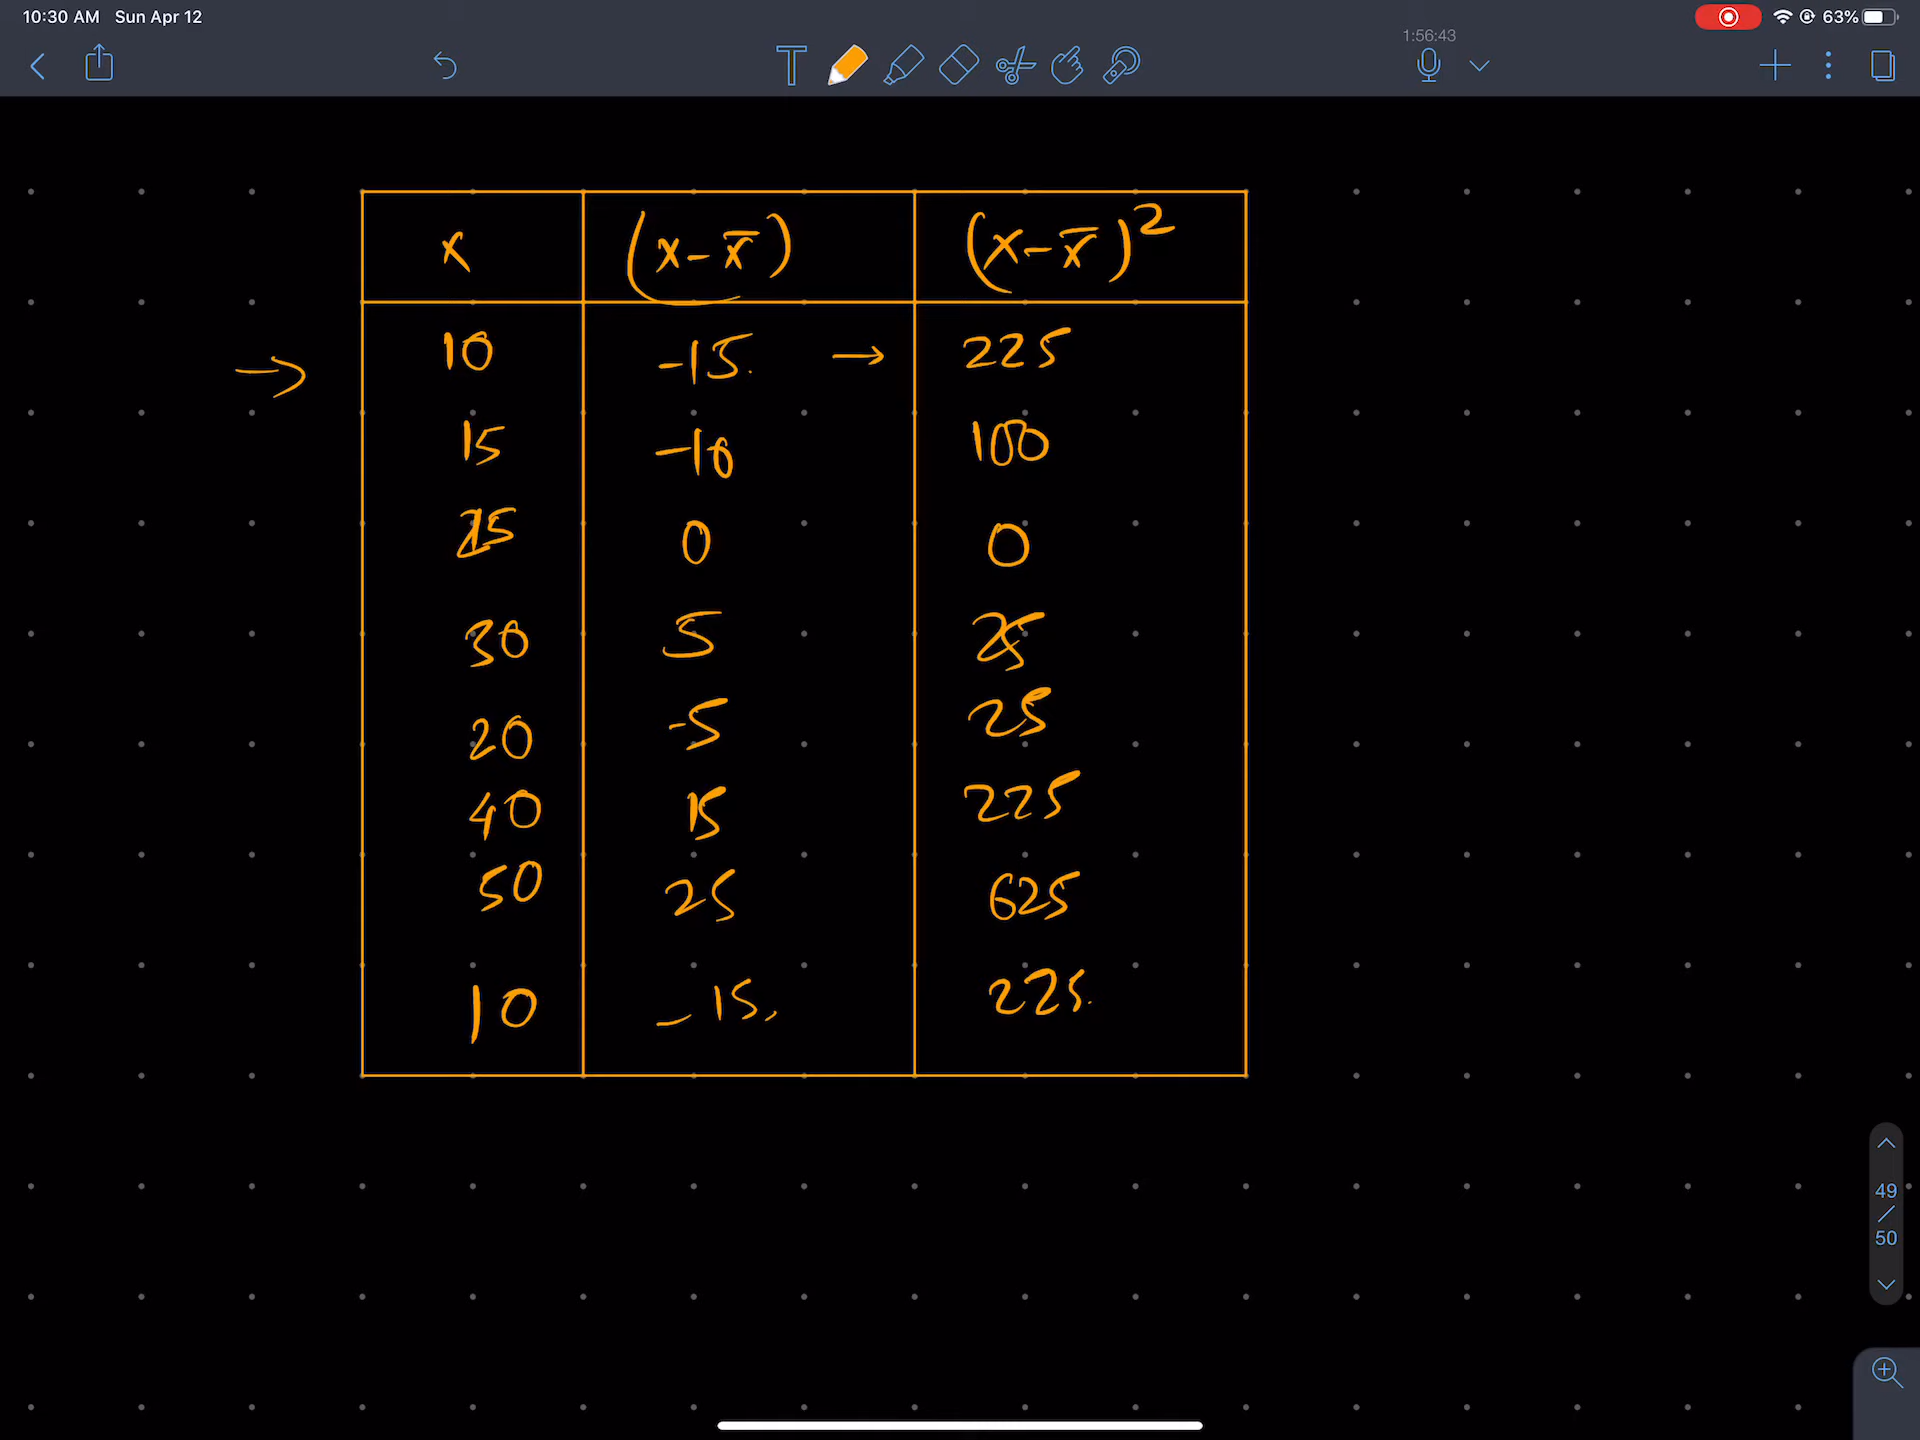 10:30 AM Sun Apr 12
63%
1:56:43
T
x (x-x̄) (x-x̄)²
→ 10 -15. → 225
15 -10 100
25 0 0
30 5 25
20 -5 25
40 15 225
50 25 625
10 -15, 225.
49
/
50